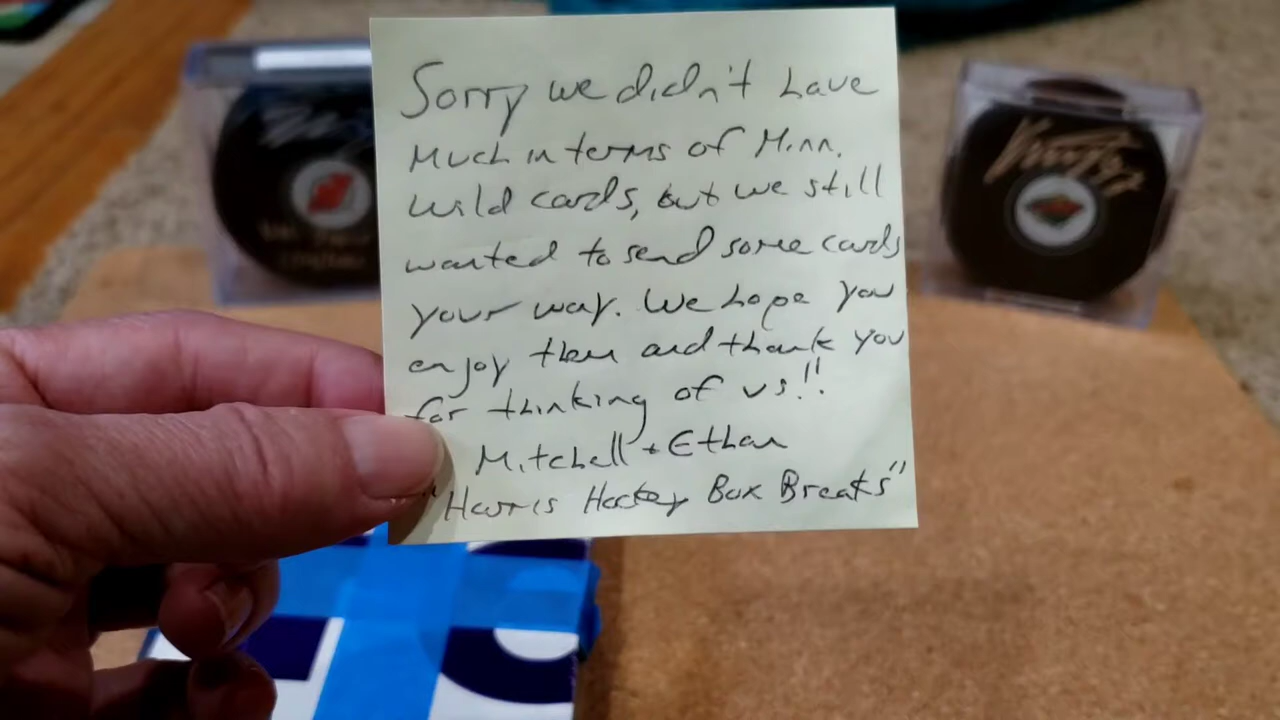 Sorry we didn't have
Much in terms of Minn.
Wild cards, but we still
wanted to send some cards
your way. We hope you
enjoy them and thank you
for thinking of us!!
Mitchell + Ethan
"Harris Hockey Box Breaks"